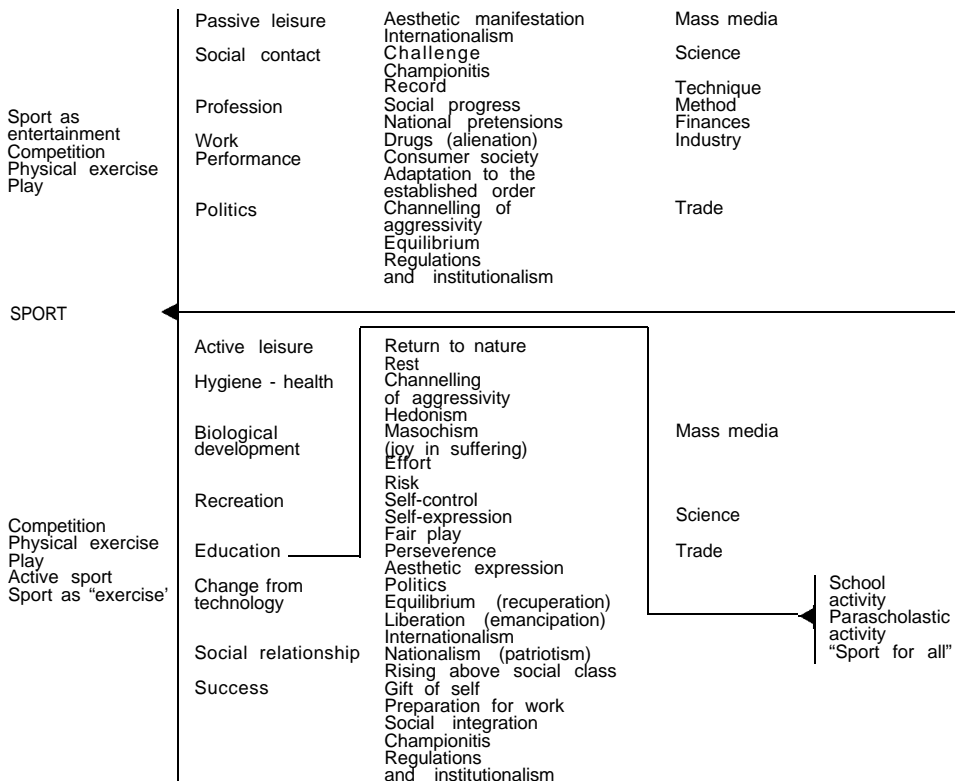 Sport as
entertainment
Competition
Physical exercise
Play
Passive leisure
Social contact
Profession
Work
Performance
Politics
Aesthetic manifestation
Internationalism
Challenge
Championitis
Record
Social progress
National pretensions
Drugs (alienation)
Consumer society
Adaptation to the
established order
Channelling of
aggressivity
Equilibrium
Regulations
and institutionalism
Mass media
Science
Technique
Method
Finances
Industry
Trade
SPORT
Competition
Physical exercise
Play
Active sport
Sport as “exercise’
Active leisure
Hygiene - health
Biological
development
Recreation
Education
Change from
technology
Social relationship
Success
Return to nature
Rest
Channelling
of aggressivity
Hedonism
Masochism
(joy in suffering)
Effort
Risk
Self-control
Self-expression
Fair play
Perseverence
Aesthetic expression
Politics
Equilibrium (recuperation)
Liberation (emancipation)
Internationalism
Nationalism (patriotism)
Rising above social class
Gift of self
Preparation for work
Social integration
Championitis
Regulations
and institutionalism
Mass media
Science
Trade
School
activity
Parascholastic
activity
“Sport for all”